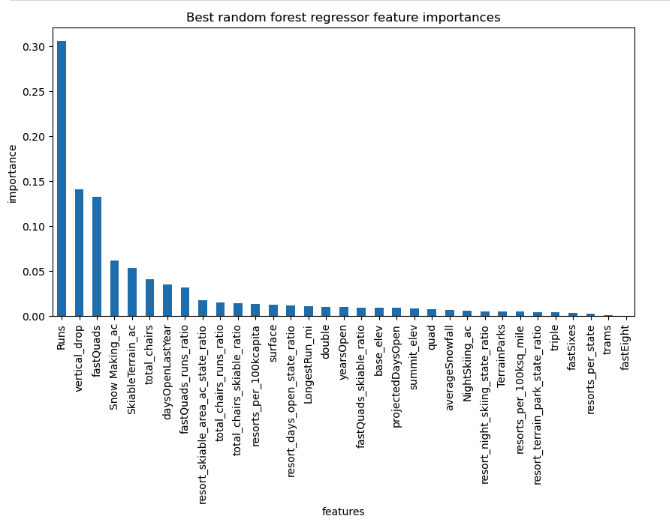 Best random forest regressor feature importances
importance
0.30
0.25
0.20
0.15
0.10
0.05
0.00
Runs
vertical_drop
fastQuads
Snow Making_ac
SkiableTerrain_ac
total_chairs
daysOpenLastYear
fastQuads_runs_ratio
resort_skiable_area_ac_state_ratio
total_chairs_runs_ratio
total_chairs_skiable_ratio
resorts_per_100kcapita
surface
resort_days_open_state_ratio
LongestRun_mi
double
yearsOpen
fastQuads_skiable_ratio
base_elev
projectedDaysOpen
summit_elev
quad
averageSnowfall
NightSkiing_ac
resort_night_skiing_state_ratio
TerrainParks
resorts_per_100ksq_mile
resort_terrain_park_state_ratio
triple
fastSixes
resorts_per_state
trams
fastEight
features